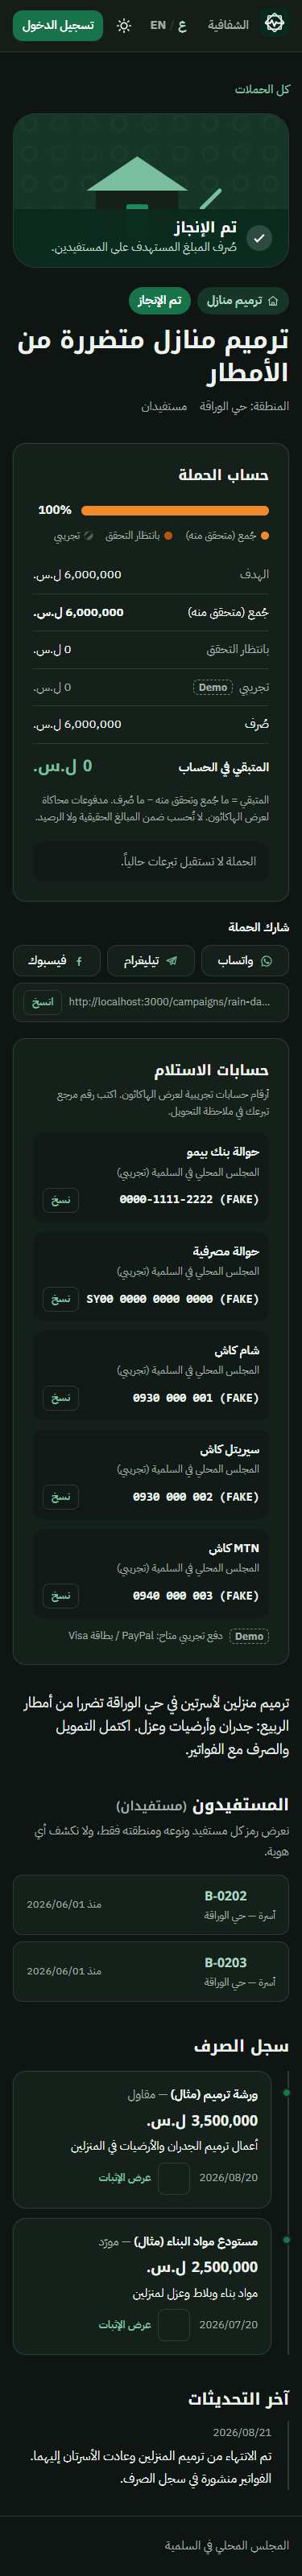 الشفافية
ع / EN
تسجيل الدخول
كل الحملات
تم الإنجاز
صُرف المبلغ المستهدف على المستفيدين.
ترميم منازل
تم الإنجاز
ترميم منازل متضررة من
الأمطار
المنطقة: حي الوراقة مستفيدان
حساب الحملة
100%
جُمع (متحقق منه) بانتظار التحقق تجريبي
الهدف 6,000,000 ل.س.
جُمع (متحقق منه) 6,000,000 ل.س.
بانتظار التحقق 0 ل.س.
تجريبي Demo 0 ل.س.
صُرف 6,000,000 ل.س.
المتبقي في الحساب 0 ل.س.
المتبقي = ما جُمع وتحقق منه − ما صُرف. مدفوعات محاكاة
لعرض الهاكاثون. لا تُحسب ضمن المبالغ الحقيقية ولا الرصيد.
الحملة لا تستقبل تبرعات حالياً.
شارك الحملة
واتساب
تيليغرام
فيسبوك
http://localhost:3000/campaigns/rain-da...
انسخ
حسابات الاستلام
أرقام حسابات تجريبية لعرض الهاكاثون. اكتب رقم مرجع
تبرعك في ملاحظة التحويل.
حوالة بنك بيمو
المجلس المحلي في السلمية (تجريبي)
0000-1111-2222 (FAKE)
نسخ
حوالة مصرفية
المجلس المحلي في السلمية (تجريبي)
SY00 0000 0000 0000 (FAKE)
نسخ
شام كاش
المجلس المحلي في السلمية (تجريبي)
0930 000 001 (FAKE)
نسخ
سيريتل كاش
المجلس المحلي في السلمية (تجريبي)
0930 000 002 (FAKE)
نسخ
MTN كاش
المجلس المحلي في السلمية (تجريبي)
0940 000 003 (FAKE)
نسخ
Demo دفع تجريبي متاح: PayPal / بطاقة Visa
ترميم منزلين لأسرتين في حي الوراقة تضررا من أمطار
الربيع: جدران وأرضيات وعزل. اكتمل التمويل
والصرف مع الفواتير.
المستفيدون (مستفيدان)
نعرض رمز كل مستفيد ونوعه ومنطقته فقط، ولا نكشف أي
هوية.
B-0202
أسرة — حي الوراقة
منذ 2026/06/01
B-0203
أسرة — حي الوراقة
منذ 2026/06/01
سجل الصرف
ورشة ترميم (مثال) — مقاول
3,500,000 ل.س.
أعمال ترميم الجدران والأرضيات في المنزلين
2026/08/20 عرض الإثبات
مستودع مواد البناء (مثال) — مورّد
2,500,000 ل.س.
مواد بناء وبلاط وعزل لمنزلين
2026/07/20 عرض الإثبات
آخر التحديثات
2026/08/21
تم الانتهاء من ترميم المنزلين وعادت الأسرتان إليهما.
الفواتير منشورة في سجل الصرف.
المجلس المحلي في السلمية